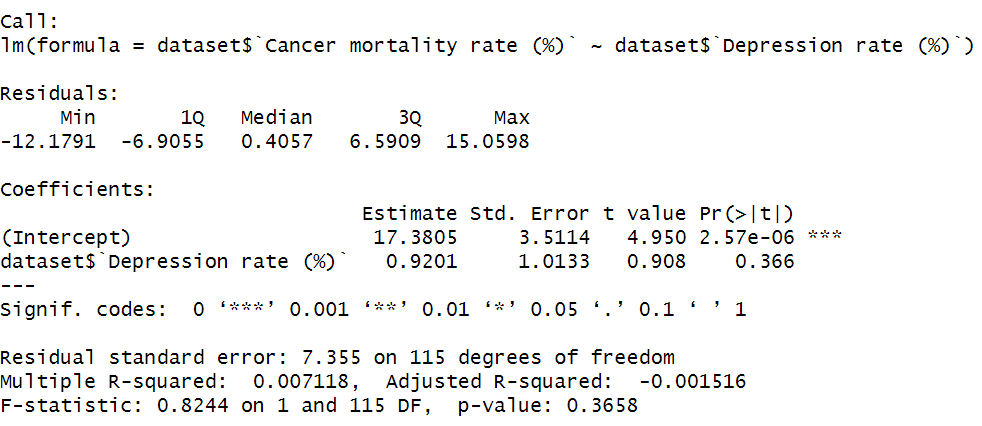 Call:
lm(formula = dataset$`Cancer mortality rate (%)` ~ dataset$`Depression rate (%)`)
Residuals:
     Min       1Q   Median       3Q      Max
-12.1791  -6.9055   0.4057   6.5909  15.0598
Coefficients:
                              Estimate Std. Error t value Pr(>|t|)
(Intercept)                    17.3805     3.5114   4.950 2.57e-06 ***
dataset$`Depression rate (%)`   0.9201     1.0133   0.908    0.366
---
Signif. codes:  0 ‘***’ 0.001 ‘**’ 0.01 ‘*’ 0.05 ‘.’ 0.1 ‘ ’ 1
Residual standard error: 7.355 on 115 degrees of freedom
Multiple R-squared:  0.007118,  Adjusted R-squared:  -0.001516
F-statistic: 0.8244 on 1 and 115 DF,  p-value: 0.3658